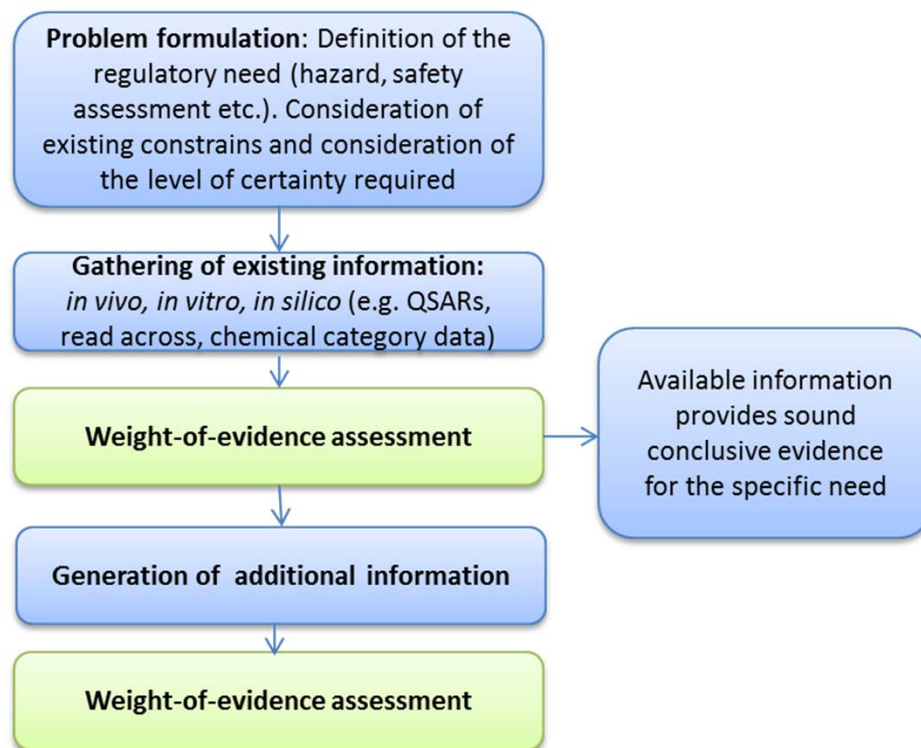 Problem formulation: Definition of the
regulatory need (hazard, safety
assessment etc.). Consideration of
existing constrains and consideration of
the level of certainty required
Gathering of existing information:
in vivo, in vitro, in silico (e.g. QSARs,
read across, chemical category data)
Weight-of-evidence assessment
Available information
provides sound
conclusive evidence
for the specific need
Generation of additional information
Weight-of-evidence assessment